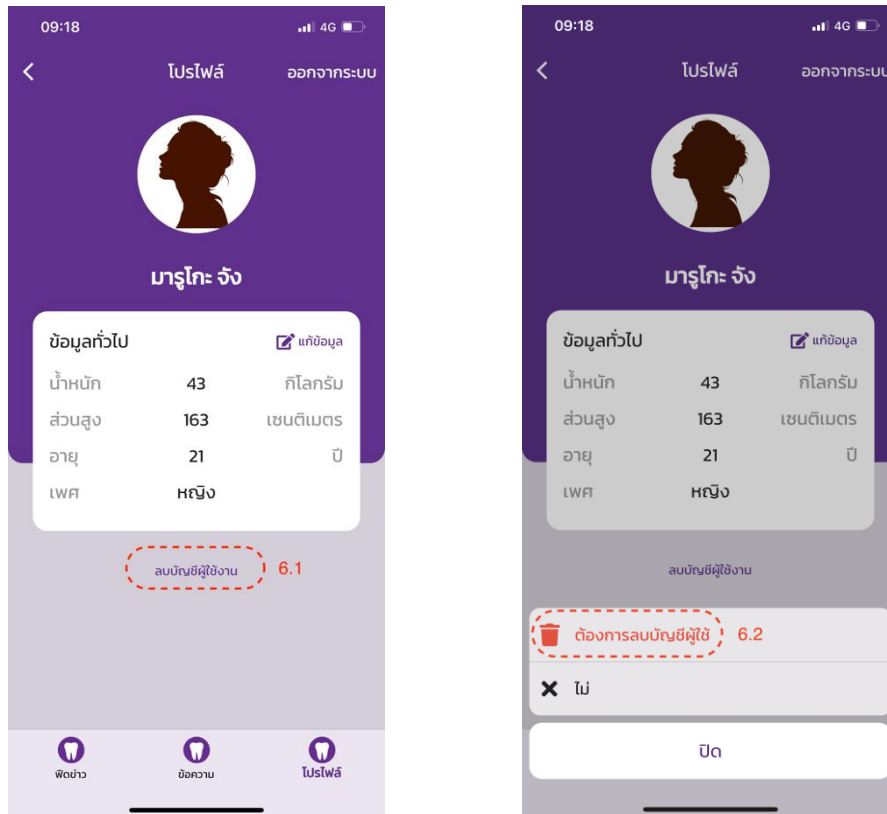 09:18
4G
โปรไฟล์
ออกจากระบบ
มารูโกะ จัง
ข้อมูลทั่วไป
แก้ข้อมูล
น้ำหนัก 43 กิโลกรัม
ส่วนสูง 163 เซนติเมตร
อายุ 21 ปี
เพศ หญิง
ลบบัญชีผู้ใช้งาน 6.1
ฟีดข่าว
ข้อความ
โปรไฟล์
09:18
4G
โปรไฟล์
ออกจากระบบ
มารูโกะ จัง
ข้อมูลทั่วไป
แก้ข้อมูล
น้ำหนัก 43 กิโลกรัม
ส่วนสูง 163 เซนติเมตร
อายุ 21 ปี
เพศ หญิง
ลบบัญชีผู้ใช้งาน
ต้องการลบบัญชีผู้ใช้ 6.2
ไม่
ปิด